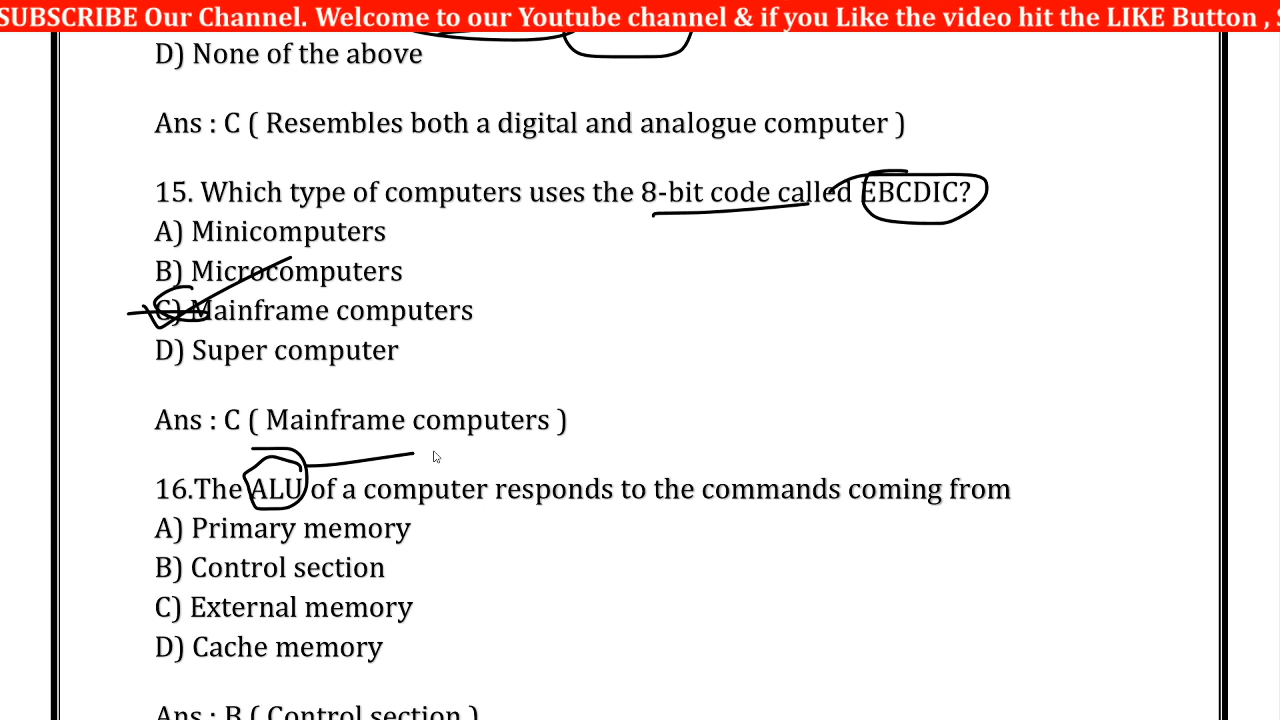 SUBSCRIBE Our Channel. Welcome to our Youtube channel & if you Like the video hit the LIKE Button ,
D) None of the above
Ans : C ( Resembles both a digital and analogue computer )
15. Which type of computers uses the 8-bit code called EBCDIC?
A) Minicomputers
B) Microcomputers
C) Mainframe computers
D) Super computer
Ans : C ( Mainframe computers )
16.The ALU of a computer responds to the commands coming from
A) Primary memory
B) Control section
C) External memory
D) Cache memory
Ans : B ( Control section )